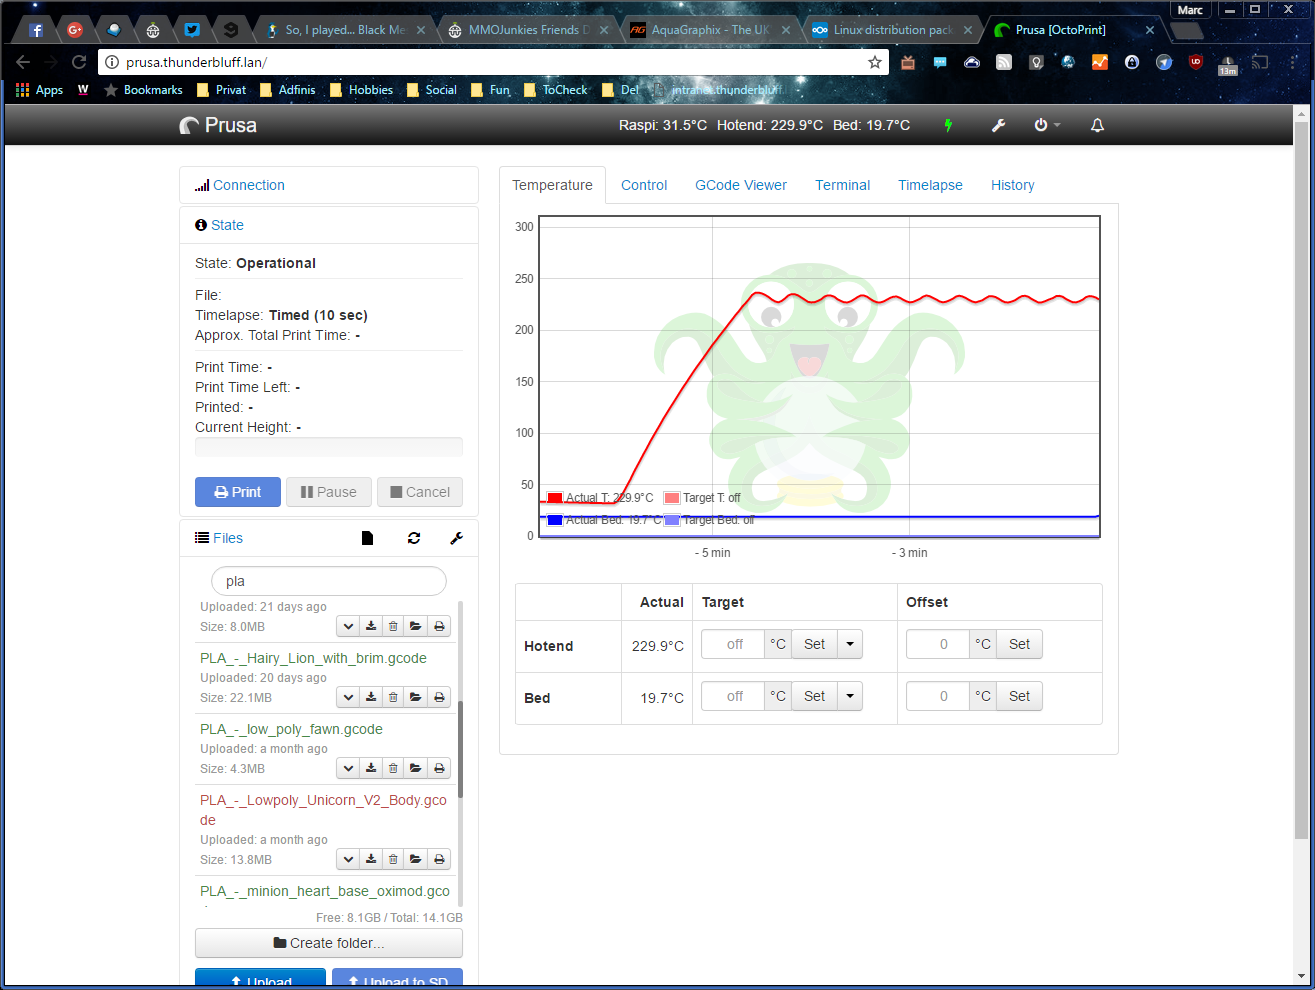 Marc
So, I played... Black Me
MMOJunkies Friends D
AquaGraphix - The UK
Linux distribution pack
Prusa [OctoPrint]
prusa.thunderbluff.lan/
13m
Apps
Bookmarks
Privat
Adfinis
Hobbies
Social
Fun
ToCheck
Del
intranet.thunderbluff.
Prusa
Raspi: 31.5°C Hotend: 229.9°C Bed: 19.7°C
Connection
State
State: Operational
File:
Timelapse: Timed (10 sec)
Approx. Total Print Time: -
Print Time: -
Print Time Left: -
Printed: -
Current Height: -
Print
Pause
Cancel
Files
pla
Uploaded: 21 days ago
Size: 8.0MB
PLA_-_Hairy_Lion_with_brim.gcode
Uploaded: 20 days ago
Size: 22.1MB
PLA_-_low_poly_fawn.gcode
Uploaded: a month ago
Size: 4.3MB
PLA_-_Lowpoly_Unicorn_V2_Body.gco
de
Uploaded: a month ago
Size: 13.8MB
PLA_-_minion_heart_base_oximod.gco
Free: 8.1GB / Total: 14.1GB
Create folder...
Upload
Upload to SD
Temperature
Control
GCode Viewer
Terminal
Timelapse
History
300
250
200
150
100
50
0
Actual T: 229.9°C
Target T: off
Actual Bed: 19.7°C
Target Bed: off
- 5 min
- 3 min
Actual Target Offset
Hotend 229.9°C off °C Set 0 °C Set
Bed 19.7°C off °C Set 0 °C Set